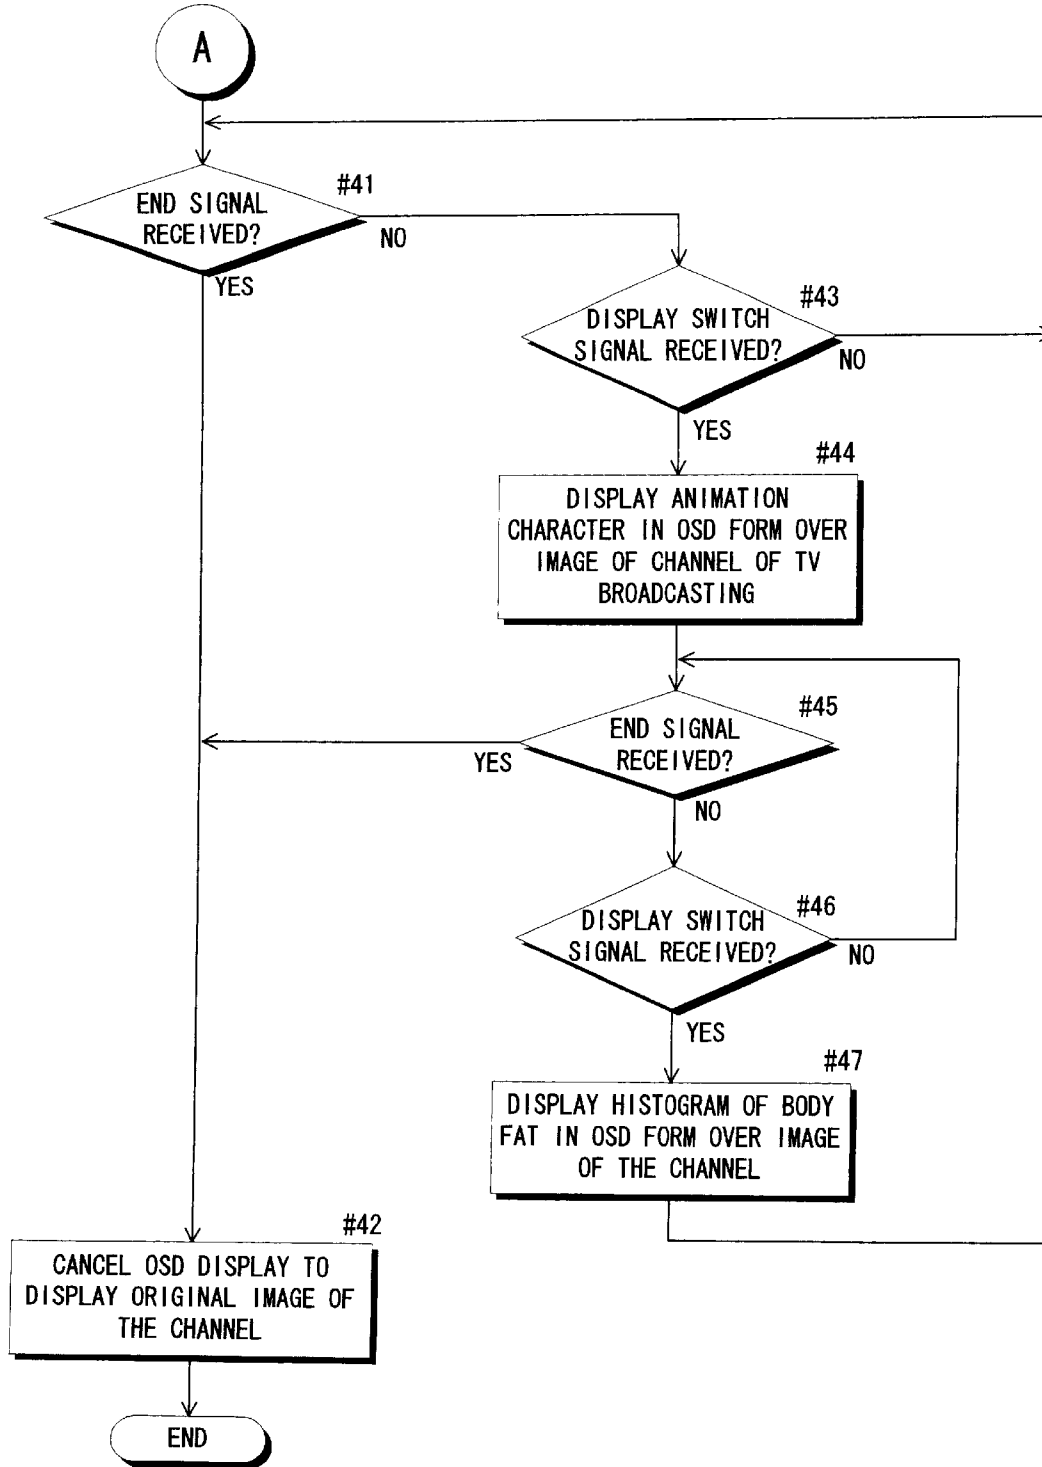 A
#41
END SIGNAL
RECEIVED?
NO
YES
#43
DISPLAY SWITCH
SIGNAL RECEIVED?
NO
YES
#44
DISPLAY ANIMATION
CHARACTER IN OSD FORM OVER
IMAGE OF CHANNEL OF TV
BROADCASTING
#45
END SIGNAL
RECEIVED?
YES
NO
#46
DISPLAY SWITCH
SIGNAL RECEIVED?
NO
YES
#47
DISPLAY HISTOGRAM OF BODY
FAT IN OSD FORM OVER IMAGE
OF THE CHANNEL
#42
CANCEL OSD DISPLAY TO
DISPLAY ORIGINAL IMAGE OF
THE CHANNEL
END